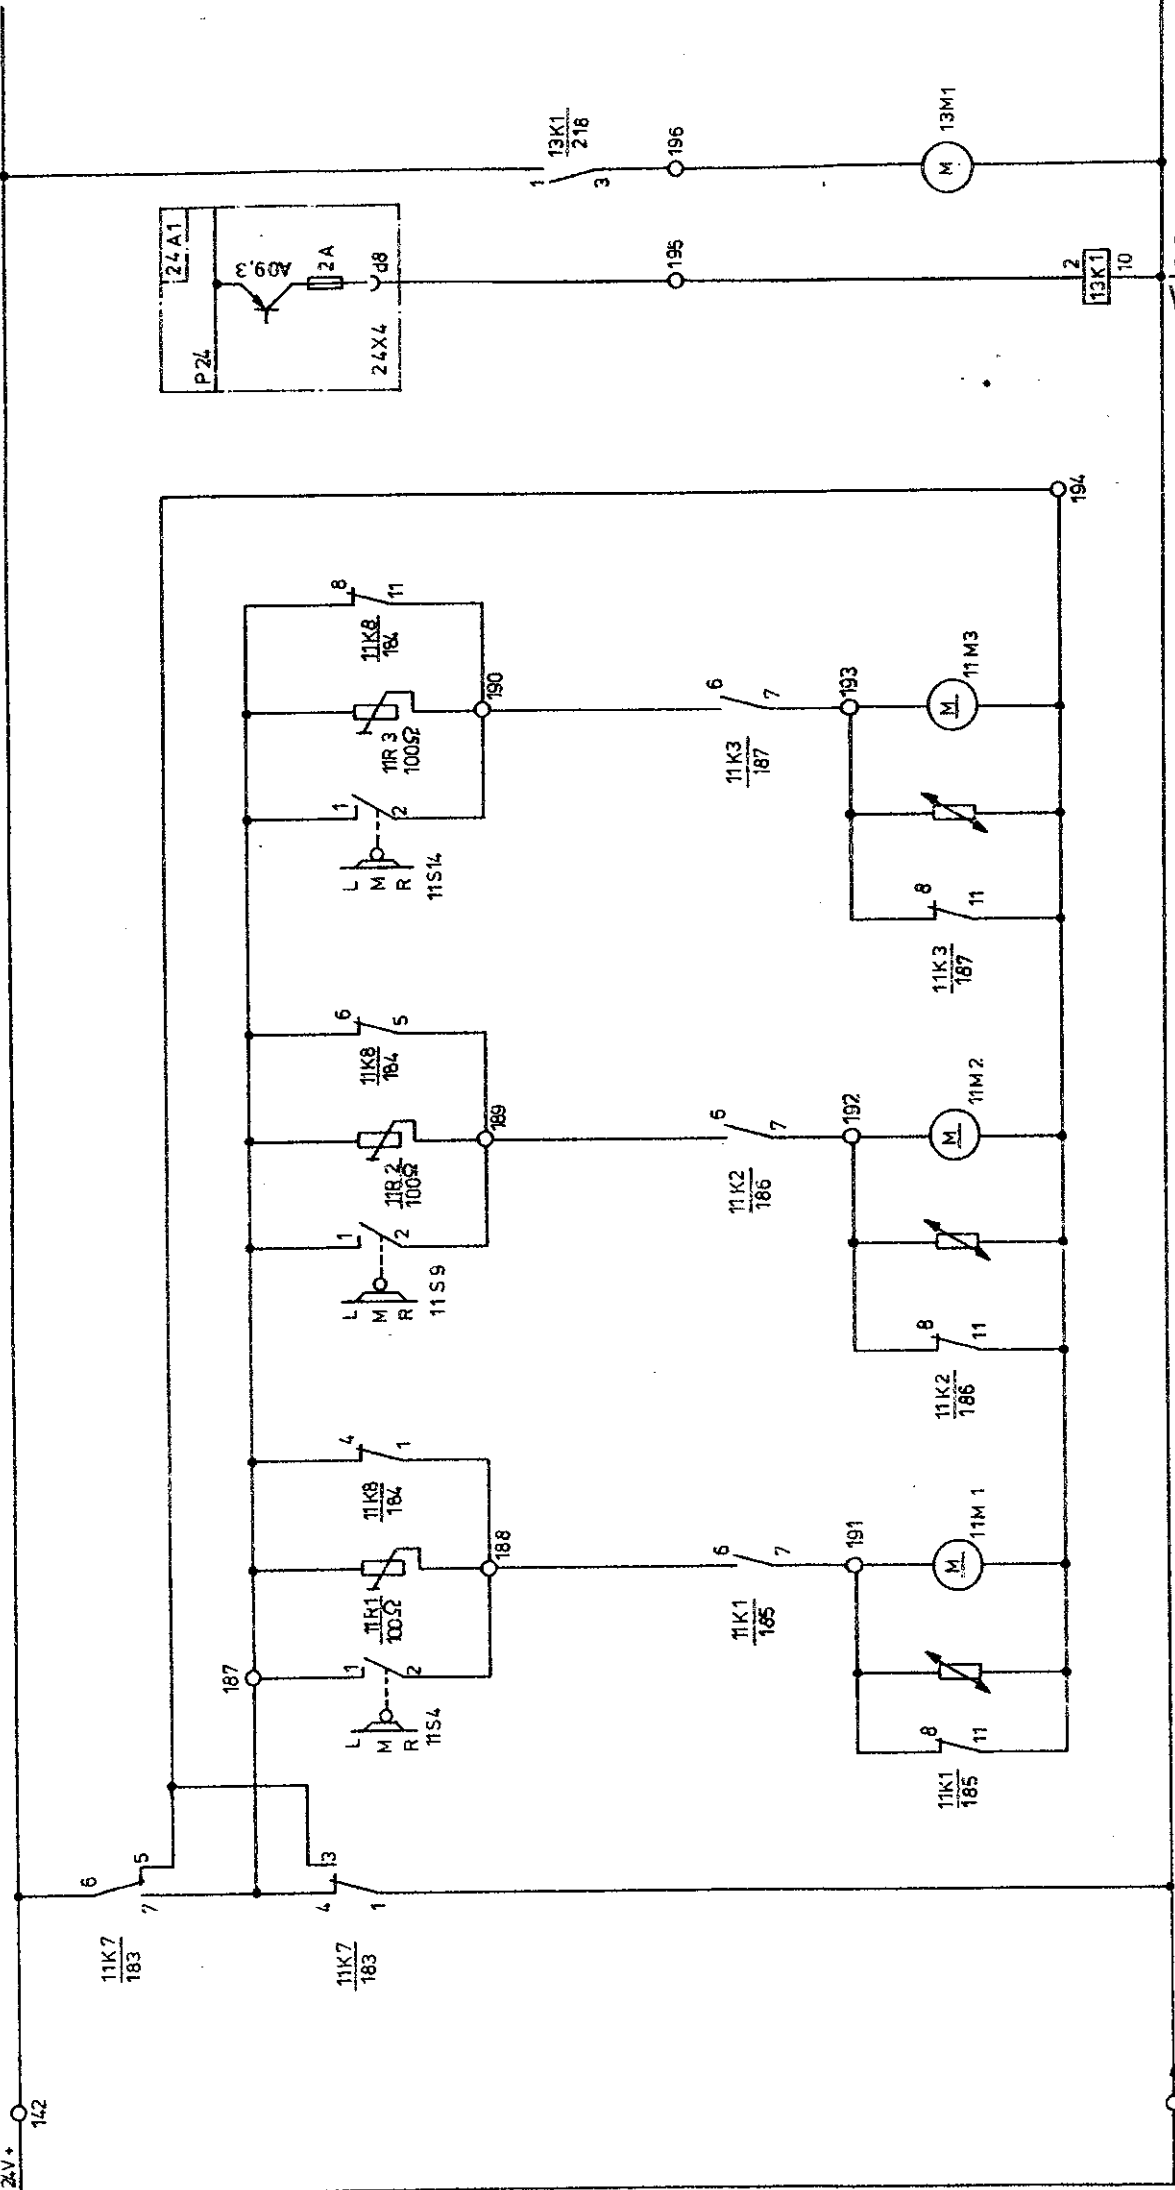 24V+
142
11K7
183
6
5
7
11K7
183
3
4
1
187
L
M
R
11S4
1
2
11R1
100Ω
11K8
184
4
1
188
11K1
185
6
7
191
11K1
185
8
11
M
11M1
L
M
R
11S9
1
2
11R2
100Ω
11K8
184
6
5
189
11K2
186
6
7
192
11K2
186
8
11
M
11M2
L
M
R
11S14
1
2
11R3
100Ω
11K8
184
8
11
190
11K3
187
6
7
193
11K3
187
8
11
M
11M3
194
24A1
P24
A09,3
2A
d8
24X4
195
2
13K1
10
13K1
218
1
3
196
M
13M1